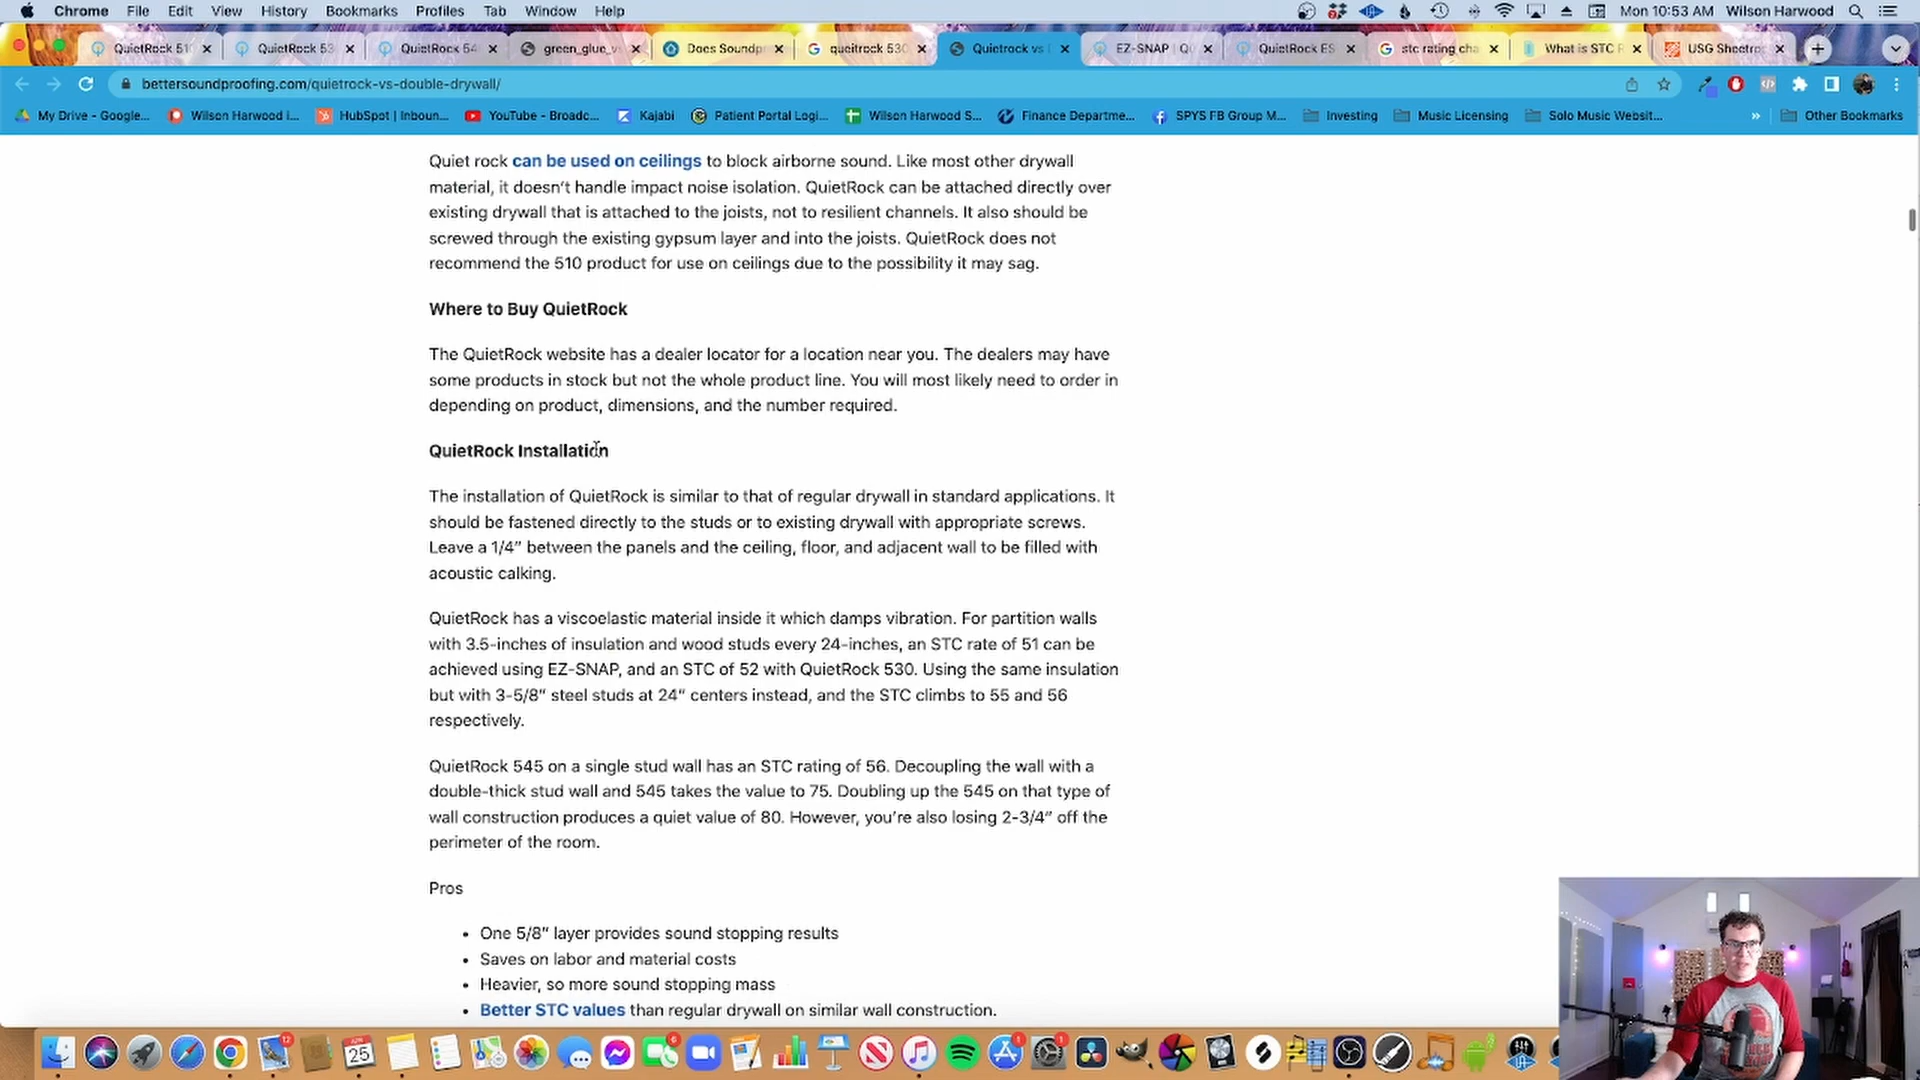 Chrome File Edit View History Bookmarks Profiles Tab Window Help Mon 10:53 AM Wilson Harwood
QuietRock 510 QuietRock 53 QuietRock 54 green_glue_v Does Soundp queitrock 530 Quietrock vs EZ-SNAP | Q QuietRock ES stc rating cha What is STC USG Sheetro
bettersoundproofing.com/quietrock-vs-double-drywall/
My Drive - Google... Wilson Harwood i... HubSpot | Inboun... YouTube - Broadc... Kajabi Patient Portal Logi... Wilson Harwood S... Finance Departme... SPYS FB Group M... Investing Music Licensing Solo Music Websit... » Other Bookmarks
Quiet rock can be used on ceilings to block airborne sound. Like most other drywall
material, it doesn't handle impact noise isolation. QuietRock can be attached directly over
existing drywall that is attached to the joists, not to resilient channels. It also should be
screwed through the existing gypsum layer and into the joists. QuietRock does not
recommend the 510 product for use on ceilings due to the possibility it may sag.
Where to Buy QuietRock
The QuietRock website has a dealer locator for a location near you. The dealers may have
some products in stock but not the whole product line. You will most likely need to order in
depending on product, dimensions, and the number required.
QuietRock Installation
The installation of QuietRock is similar to that of regular drywall in standard applications. It
should be fastened directly to the studs or to existing drywall with appropriate screws.
Leave a 1/4" between the panels and the ceiling, floor, and adjacent wall to be filled with
acoustic calking.
QuietRock has a viscoelastic material inside it which damps vibration. For partition walls
with 3.5-inches of insulation and wood studs every 24-inches, an STC rate of 51 can be
achieved using EZ-SNAP, and an STC of 52 with QuietRock 530. Using the same insulation
but with 3-5/8" steel studs at 24" centers instead, and the STC climbs to 55 and 56
respectively.
QuietRock 545 on a single stud wall has an STC rating of 56. Decoupling the wall with a
double-thick stud wall and 545 takes the value to 75. Doubling up the 545 on that type of
wall construction produces a quiet value of 80. However, you're also losing 2-3/4" off the
perimeter of the room.
Pros
• One 5/8" layer provides sound stopping results
• Saves on labor and material costs
• Heavier, so more sound stopping mass
• Better STC values than regular drywall on similar wall construction.